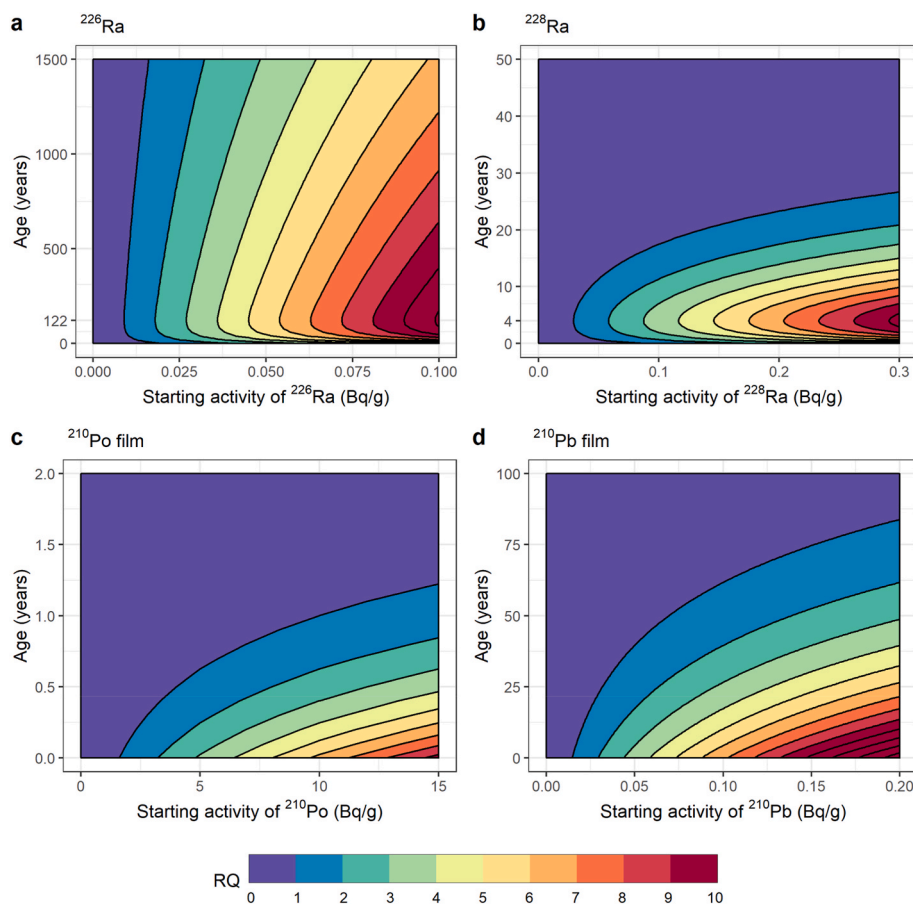 a ²²⁶Ra
1500
1000
500
122
0
Age (years)
0.000 0.025 0.050 0.075 0.100
Starting activity of ²²⁶Ra (Bq/g)
b ²²⁸Ra
50
40
30
20
10
4
0
Age (years)
0.0 0.1 0.2 0.3
Starting activity of ²²⁸Ra (Bq/g)
c ²¹⁰Po film
2.0
1.5
1.0
0.5
0.0
Age (years)
0 5 10 15
Starting activity of ²¹⁰Po (Bq/g)
d ²¹⁰Pb film
100
75
50
25
0
Age (years)
0.00 0.05 0.10 0.15 0.20
Starting activity of ²¹⁰Pb (Bq/g)
RQ 0 1 2 3 4 5 6 7 8 9 10